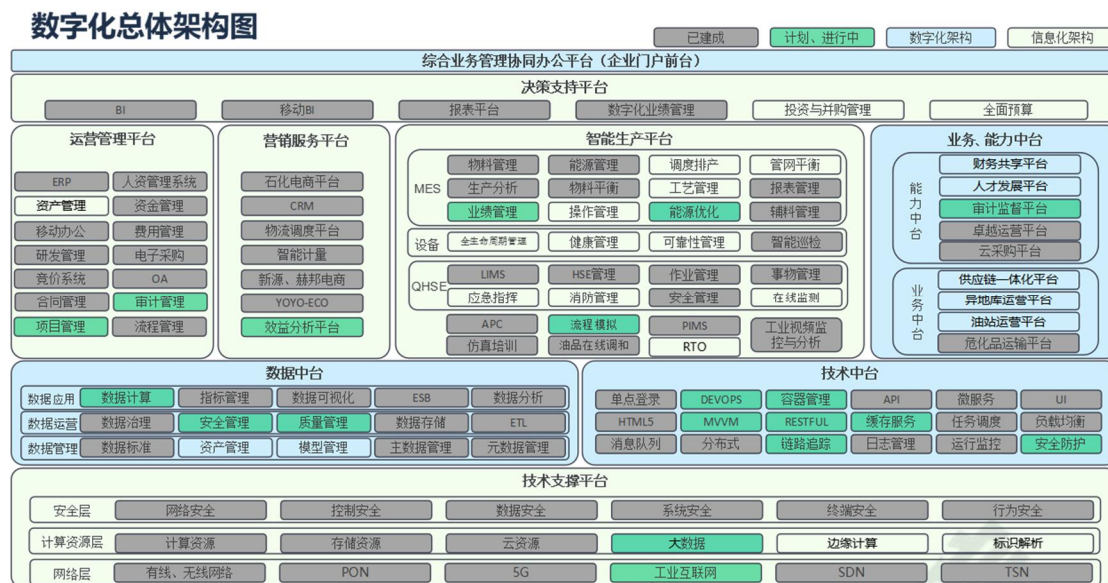 数字化总体架构图
已建成 计划、进行中 数字化架构 信息化架构
综合业务管理协同办公平台（企业门户前台）
决策支持平台
BI 移动BI 报表平台 数字化业绩管理 投资与并购管理 全面预算
运营管理平台
ERP 人资管理系统
资产管理 资金管理
移动办公 费用管理
研发管理 电子采购
竞价系统 OA
合同管理 审计管理
项目管理 流程管理
营销服务平台
石化电商平台
CRM
物流调度平台
智能计量
新源、赫邦电商
YOYO-ECO
效益分析平台
智能生产平台
MES
物料管理 能源管理 调度排产 管网平衡
生产分析 物料平衡 工艺管理 报表管理
业绩管理 操作管理 能源优化 辅料管理
设备 全生命周期管理 健康管理 可靠性管理 智能巡检
QHSE
LIMS HSE管理 作业管理 事物管理
应急指挥 消防管理 安全管理 在线监测
APC 流程模拟 PIMS 工业视频监
控与分析
仿真培训 油品在线调和 RTO
业务、能力中台
能力中台
财务共享平台
人才发展平台
审计监督平台
卓越运营平台
云采购平台
业务中台
供应链一体化平台
异地库运营平台
油站运营平台
危化品运输平台
数据中台
数据应用 数据计算 指标管理 数据可视化 ESB 数据分析
数据运营 数据治理 安全管理 质量管理 数据存储 ETL
数据管理 数据标准 资产管理 模型管理 主数据管理 元数据管理
技术中台
单点登录 DEVOPS 容器管理 API 微服务 UI
HTML5 MVVM RESTFUL 缓存服务 任务调度 负载均衡
消息队列 分布式 链路追踪 日志管理 运行监控 安全防护
技术支撑平台
安全层 网络安全 控制安全 数据安全 系统安全 终端安全 行为安全
计算资源层 计算资源 存储资源 云资源 大数据 边缘计算 标识解析
网络层 有线、无线网络 PON 5G 工业互联网 SDN TSN